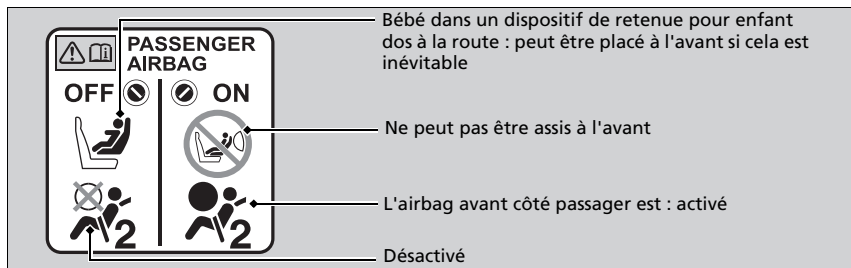 PASSENGER
AIRBAG
OFF
ON
2
2
Bébé dans un dispositif de retenue pour enfant
dos à la route : peut être placé à l'avant si cela est
inévitable
Ne peut pas être assis à l'avant
L'airbag avant côté passager est : activé
Désactivé